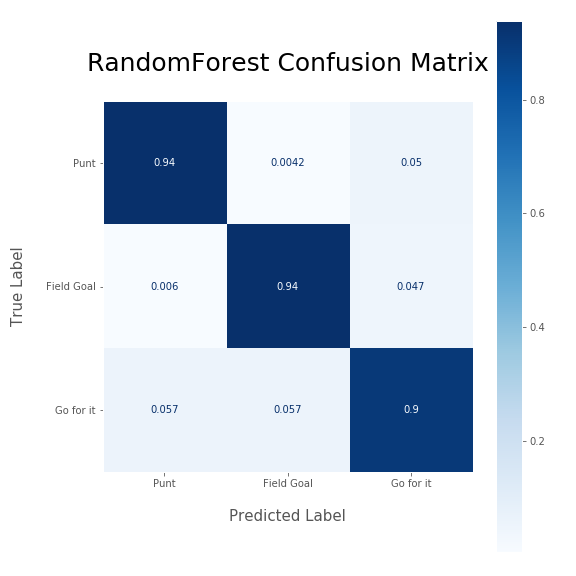 RandomForest Confusion Matrix
0.8
Punt 0.94 0.0042 0.05
0.6
True Label
Field Goal 0.006 0.94 0.047
0.4
Go for it 0.057 0.057 0.9
0.2
Punt Field Goal Go for it
Predicted Label